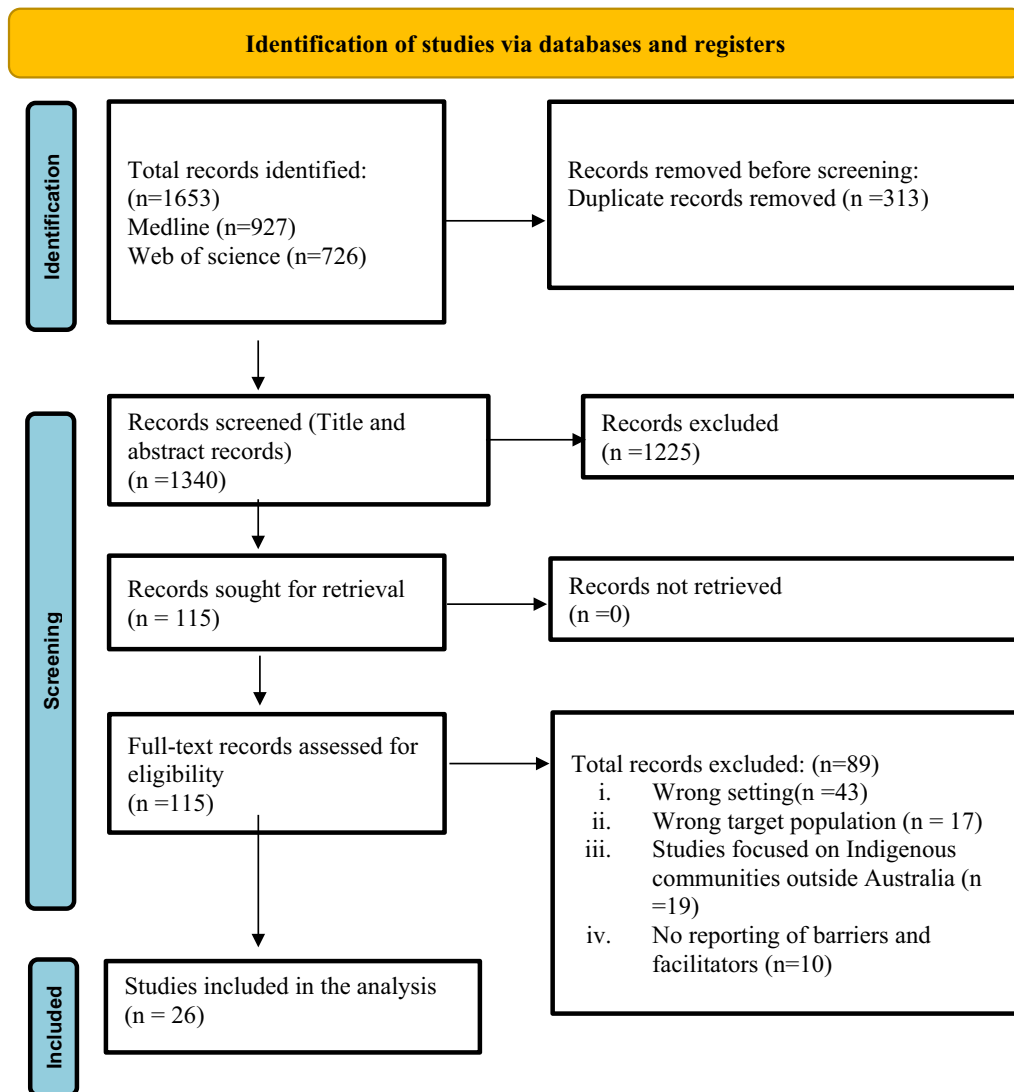 Identification of studies via databases and registers
Identification
Total records identified:
(n=1653)
Medline (n=927)
Web of science (n=726)
Records removed before screening:
Duplicate records removed (n =313)
Screening
Records screened (Title and
abstract records)
(n =1340)
Records excluded
(n =1225)
Records sought for retrieval
(n = 115)
Records not retrieved
(n =0)
Full-text records assessed for
eligibility
(n =115)
Total records excluded: (n=89)
i. Wrong setting(n =43)
ii. Wrong target population (n = 17)
iii. Studies focused on Indigenous
communities outside Australia (n
=19)
iv. No reporting of barriers and
facilitators (n=10)
Included
Studies included in the analysis
(n = 26)